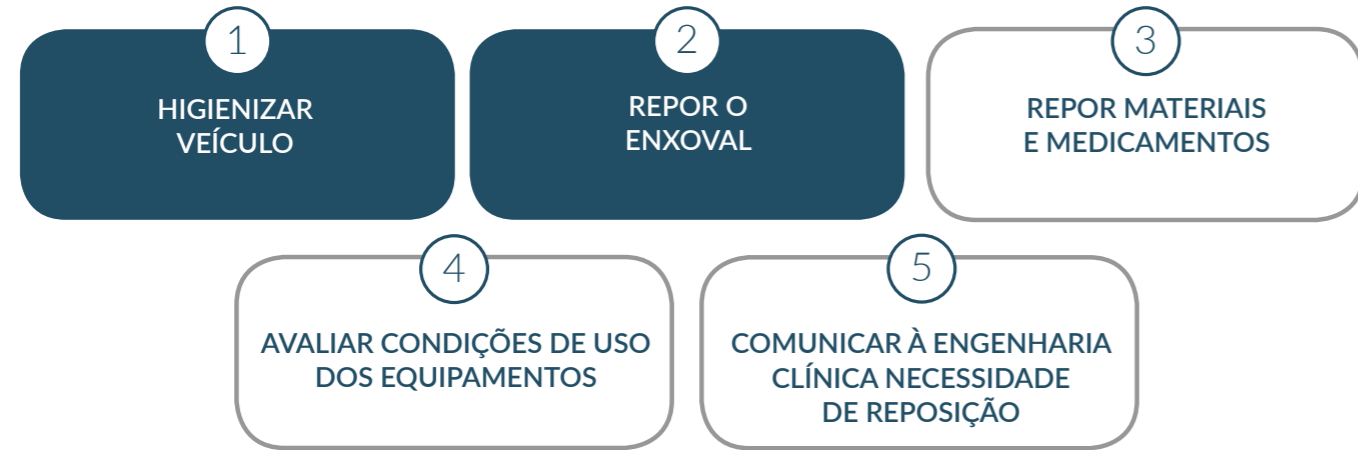 1
HIGIENIZAR
VEÍCULO
2
REPOR O
ENXOVAL
3
REPOR MATERIAIS
E MEDICAMENTOS
4
AVALIAR CONDIÇÕES DE USO
DOS EQUIPAMENTOS
5
COMUNICAR À ENGENHARIA
CLÍNICA NECESSIDADE
DE REPOSIÇÃO